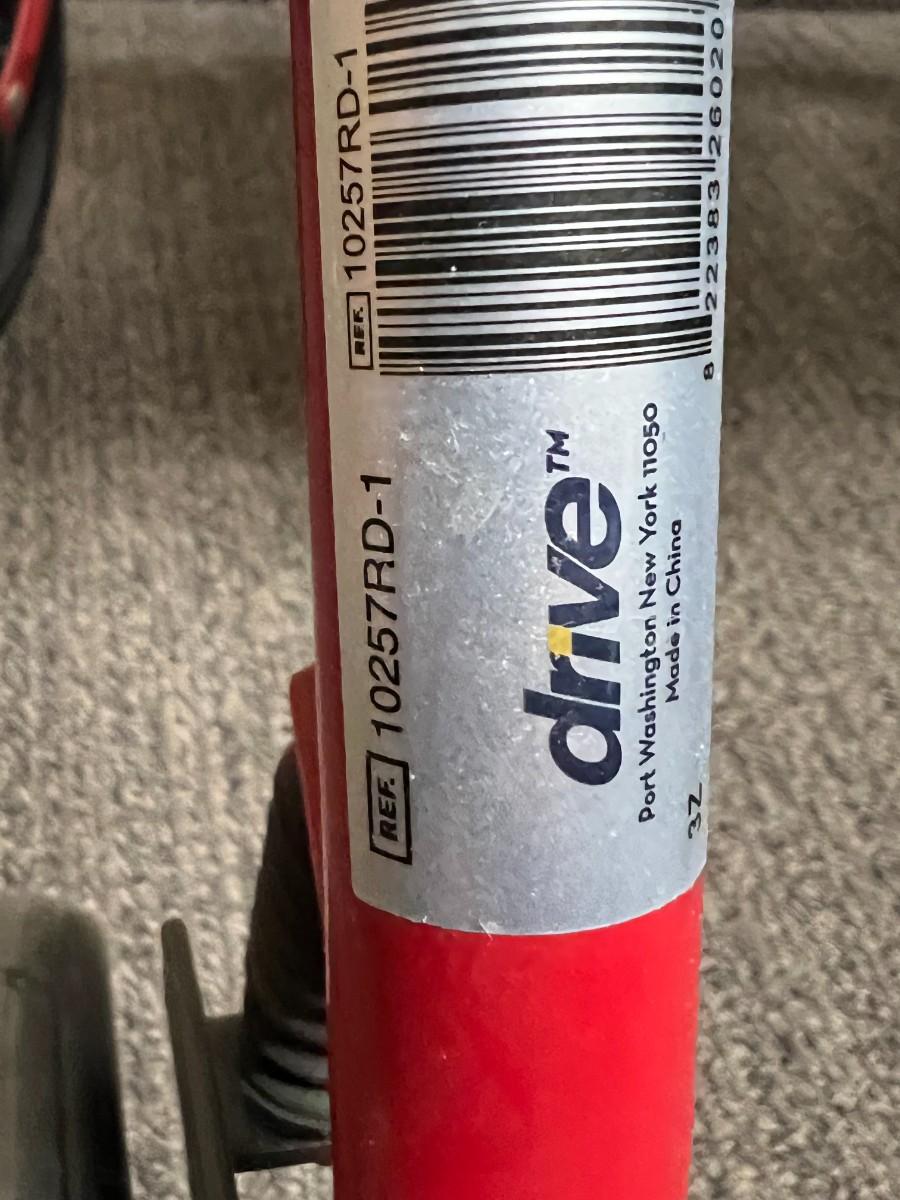 REF. 10257RD-1
drive™
Port Washington New York 11050
Made in China
3Z
REF. 10257RD-1
8 22383 26020